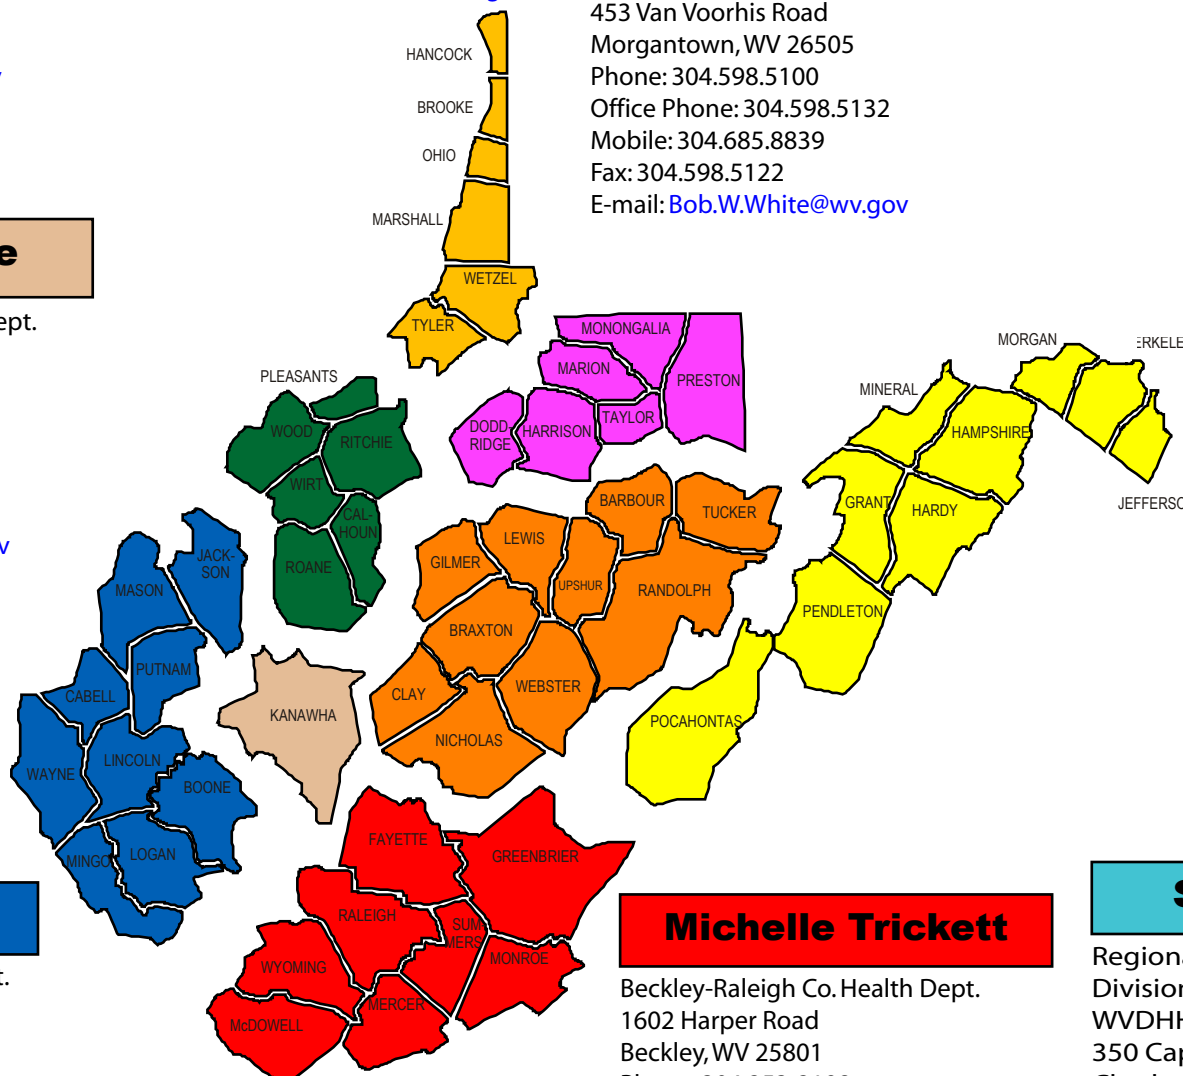 453 Van Voorhis Road
Morgantown, WV 26505
Phone: 304.598.5100
Office Phone: 304.598.5132
Mobile: 304.685.8839
Fax: 304.598.5122
E-mail: Bob.W.White@wv.gov
HANCOCK
BROOKE
OHIO
MARSHALL
WETZEL
TYLER
MONONGALIA
MARION
PRESTON
TAYLOR
HARRISON
DODD-
RIDGE
MORGAN
MINERAL
HAMPSHIRE
GRANT
HARDY
PENDLETON
POCAHONTAS
PLEASANTS
WOOD
RITCHIE
WIRT
CAL-
HOUN
ROANE
BARBOUR
TUCKER
LEWIS
GILMER
UPSHUR
RANDOLPH
BRAXTON
WEBSTER
CLAY
NICHOLAS
JACK-
SON
MASON
PUTNAM
CABELL
WAYNE
LINCOLN
BOONE
MINGO
LOGAN
KANAWHA
FAYETTE
GREENBRIER
RALEIGH
SUM
MERS
MONROE
WYOMING
MERCER
McDOWELL
Michelle Trickett
Beckley-Raleigh Co. Health Dept.
1602 Harper Road
Beckley, WV 25801
WVDHH
350 Cap